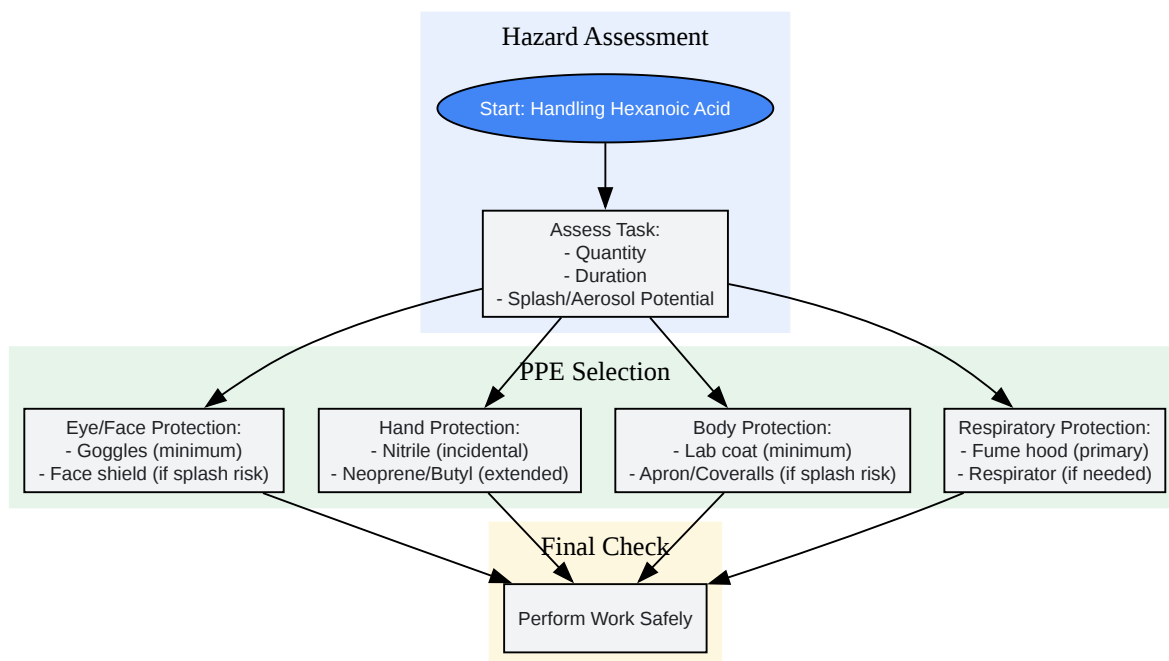 Hazard Assessment
Start: Handling Hexanoic Acid
Assess Task:
- Quantity
- Duration
- Splash/Aerosol Potential
PPE Selection
Eye/Face Protection:
- Goggles (minimum)
- Face shield (if splash risk)
Hand Protection:
- Nitrile (incidental)
- Neoprene/Butyl (extended)
Body Protection:
- Lab coat (minimum)
- Apron/Coveralls (if splash risk)
Respiratory Protection:
- Fume hood (primary)
- Respirator (if needed)
Final Check
Perform Work Safely